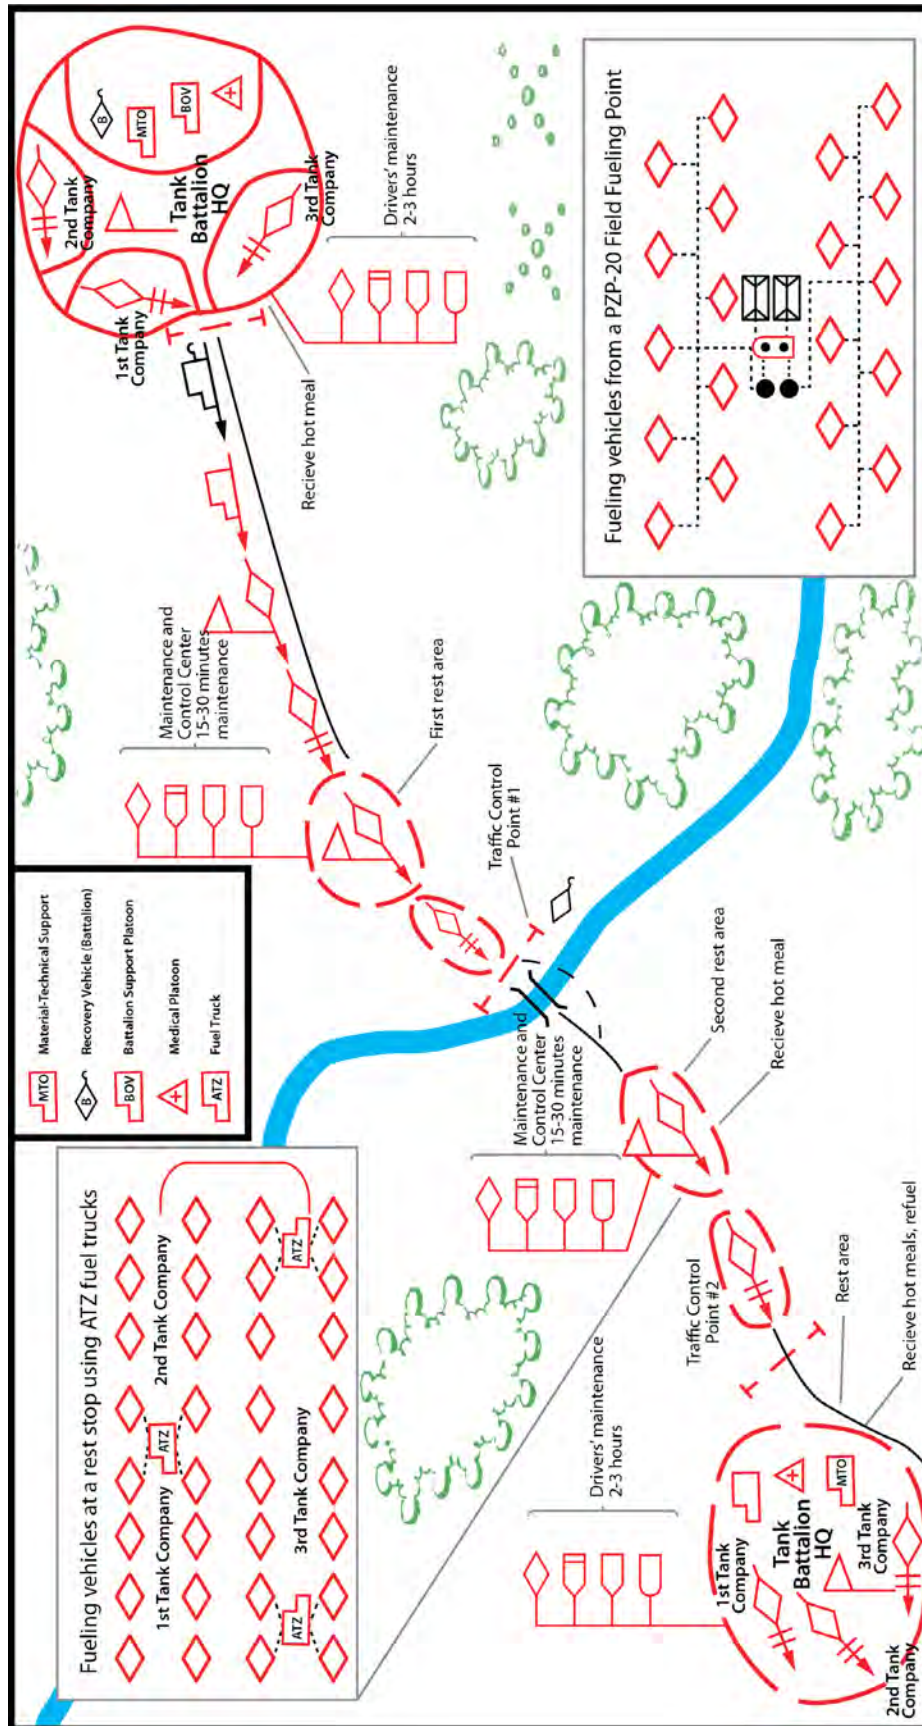 Fueling vehicles at a rest stop using ATZ fuel trucks
1st Tank Company
2nd Tank Company
3rd Tank Company
ATZ
ATZ
ATZ
MTO
Material-Technical Support
B
Recovery Vehicle (Battalion)
BOV
Battalion Support Platoon
Medical Platoon
ATZ
Fuel Truck
Maintenance and
Control Center
15-30 minutes
maintenance
First rest area
1st Tank
Company
2nd Tank
Company
Tank
Battalion
HQ
3rd Tank
Company
B
MTO
BOV
Recieve hot meal
Drivers' maintenance
2-3 hours
Traffic Control
Point #1
Maintenance and
Control Center
15-30 minutes
maintenance
Second rest area
Recieve hot meal
Traffic Control
Point #2
Rest area
Recieve hot meals, refuel
Drivers' maintenance
2-3 hours
1st Tank
Company
Tank
Battalion
HQ
MTO
3rd Tank
Company
2nd Tank
Company
Fueling vehicles from a PZP-20 Field Fueling Point